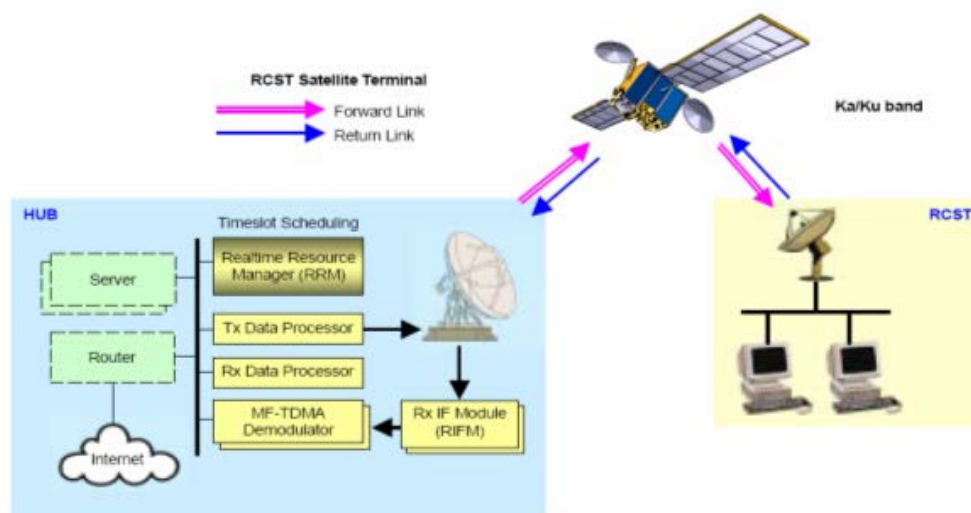 RCST Satellite Terminal
Forward Link
Return Link
Ka/Ku band
HUB
Timeslot Scheduling
Realtime Resource
Manager (RRM)
Server
Tx Data Processor
Router
Rx Data Processor
MF-TDMA
Demodulator
Rx IF Module
(RIFM)
Internet
RCST